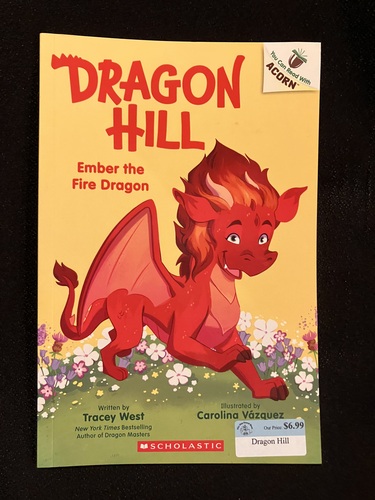 DRAGON
HILL
You Can Read With
ACORN
Ember the
Fire Dragon
Written by
Tracey West
New York Times Bestselling
Author of Dragon Masters
Illustrated by
Carolina Vázquez
SCHOLASTIC
Our Price: $6.99
Dragon Hill